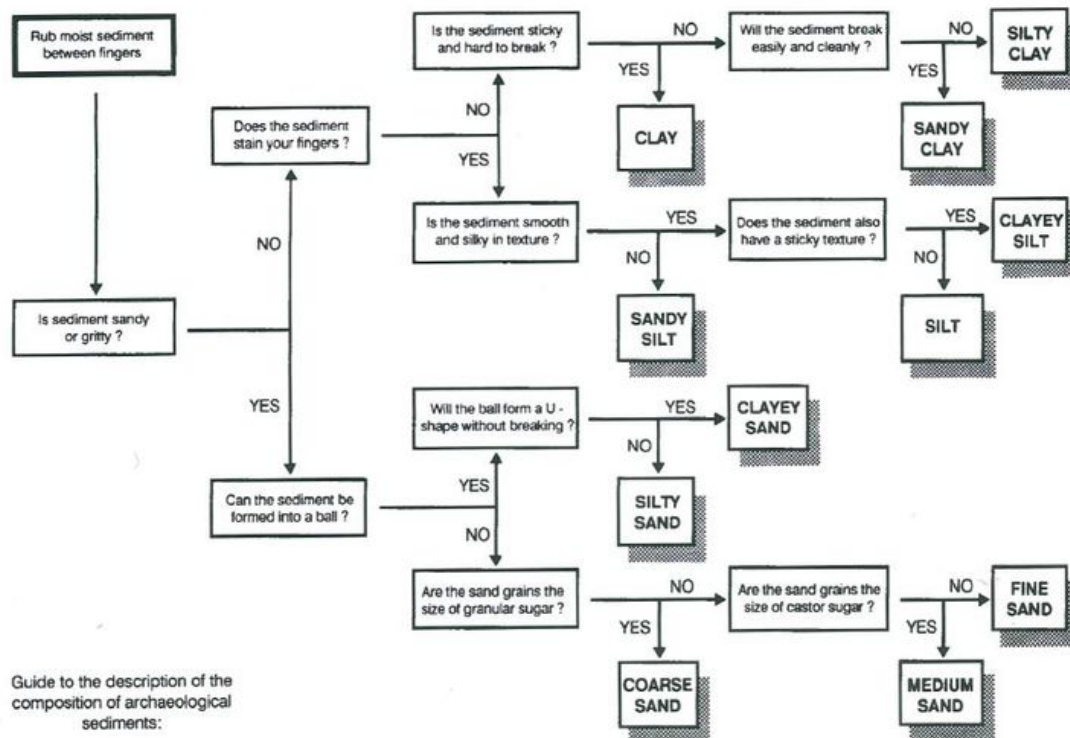 Rub moist sediment
between fingers
Is sediment sandy
or gritty ?
NO
YES
Does the sediment
stain your fingers ?
NO
YES
Is the sediment sticky
and hard to break ?
NO
YES
CLAY
Will the sediment break
easily and cleanly ?
NO
SILTY
CLAY
YES
SANDY
CLAY
Is the sediment smooth
and silky in texture ?
YES
NO
SANDY
SILT
Does the sediment also
have a sticky texture ?
YES
CLAYEY
SILT
NO
SILT
Can the sediment be
formed into a ball ?
YES
NO
Will the ball form a U -
shape without breaking ?
YES
CLAYEY
SAND
NO
SILTY
SAND
Are the sand grains the
size of granular sugar ?
NO
YES
COARSE
SAND
Are the sand grains the
size of castor sugar ?
NO
FINE
SAND
YES
MEDIUM
SAND
Guide to the description of the
composition of archaeological
sediments: